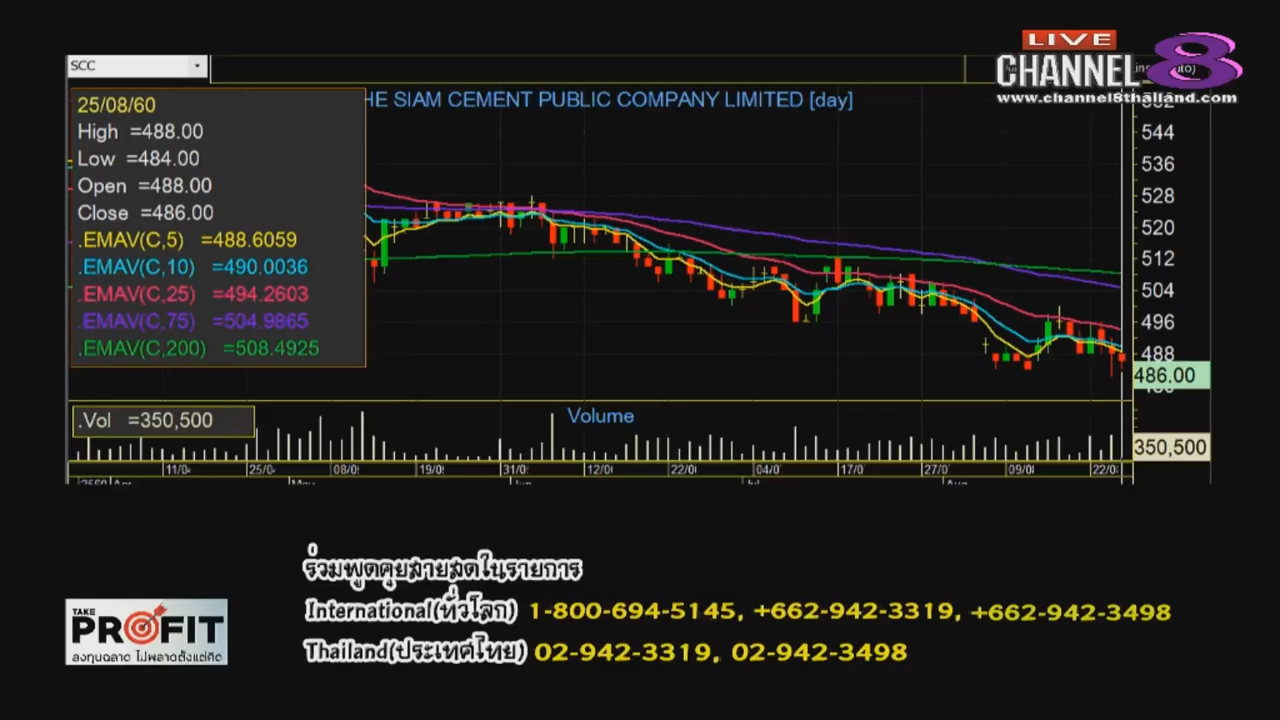 LIVE
CHANNEL 8
www.channel8thailand.com
SCC
HE SIAM CEMENT PUBLIC COMPANY LIMITED [day]
25/08/60
High =488.00
Low =484.00
Open =488.00
Close =486.00
.EMAV(C,5) =488.6059
.EMAV(C,10) =490.0036
.EMAV(C,25) =494.2603
.EMAV(C,75) =504.9865
.EMAV(C,200) =508.4925
544
536
528
520
512
504
496
488
486.00
.Vol =350,500
Volume
350,500
11/0 25/0 08/0 19/0 31/0 12/0 22/0 04/0 17/0 27/0 09/0 22/0
ร่วมพูดคุยสายสดในรายการ
International(ทั่วโลก) 1-800-694-5145, +662-942-3319, +662-942-3498
Thailand(ประเทศไทย) 02-942-3319, 02-942-3498
TAKE
PROFIT
ลงทุนฉลาด ไม่พลาดตั้งแต่คิด